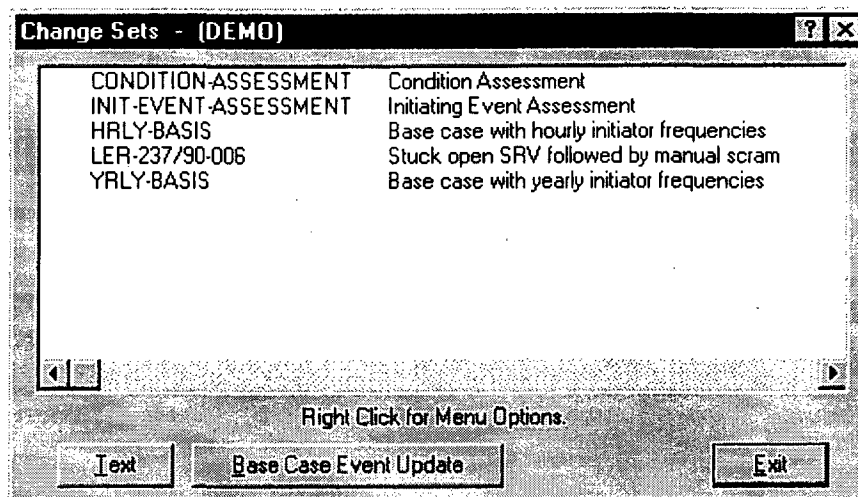 Change Sets - (DEMO)
CONDITION-ASSESSMENT Condition Assessment
INIT-EVENT-ASSESSMENT Initiating Event Assessment
HRLY-BASIS Base case with hourly initiator frequencies
LER-237/90-006 Stuck open SRV followed by manual scram
YRLY-BASIS Base case with yearly initiator frequencies
Right Click for Menu Options.
Text Base Case Event Update Exit